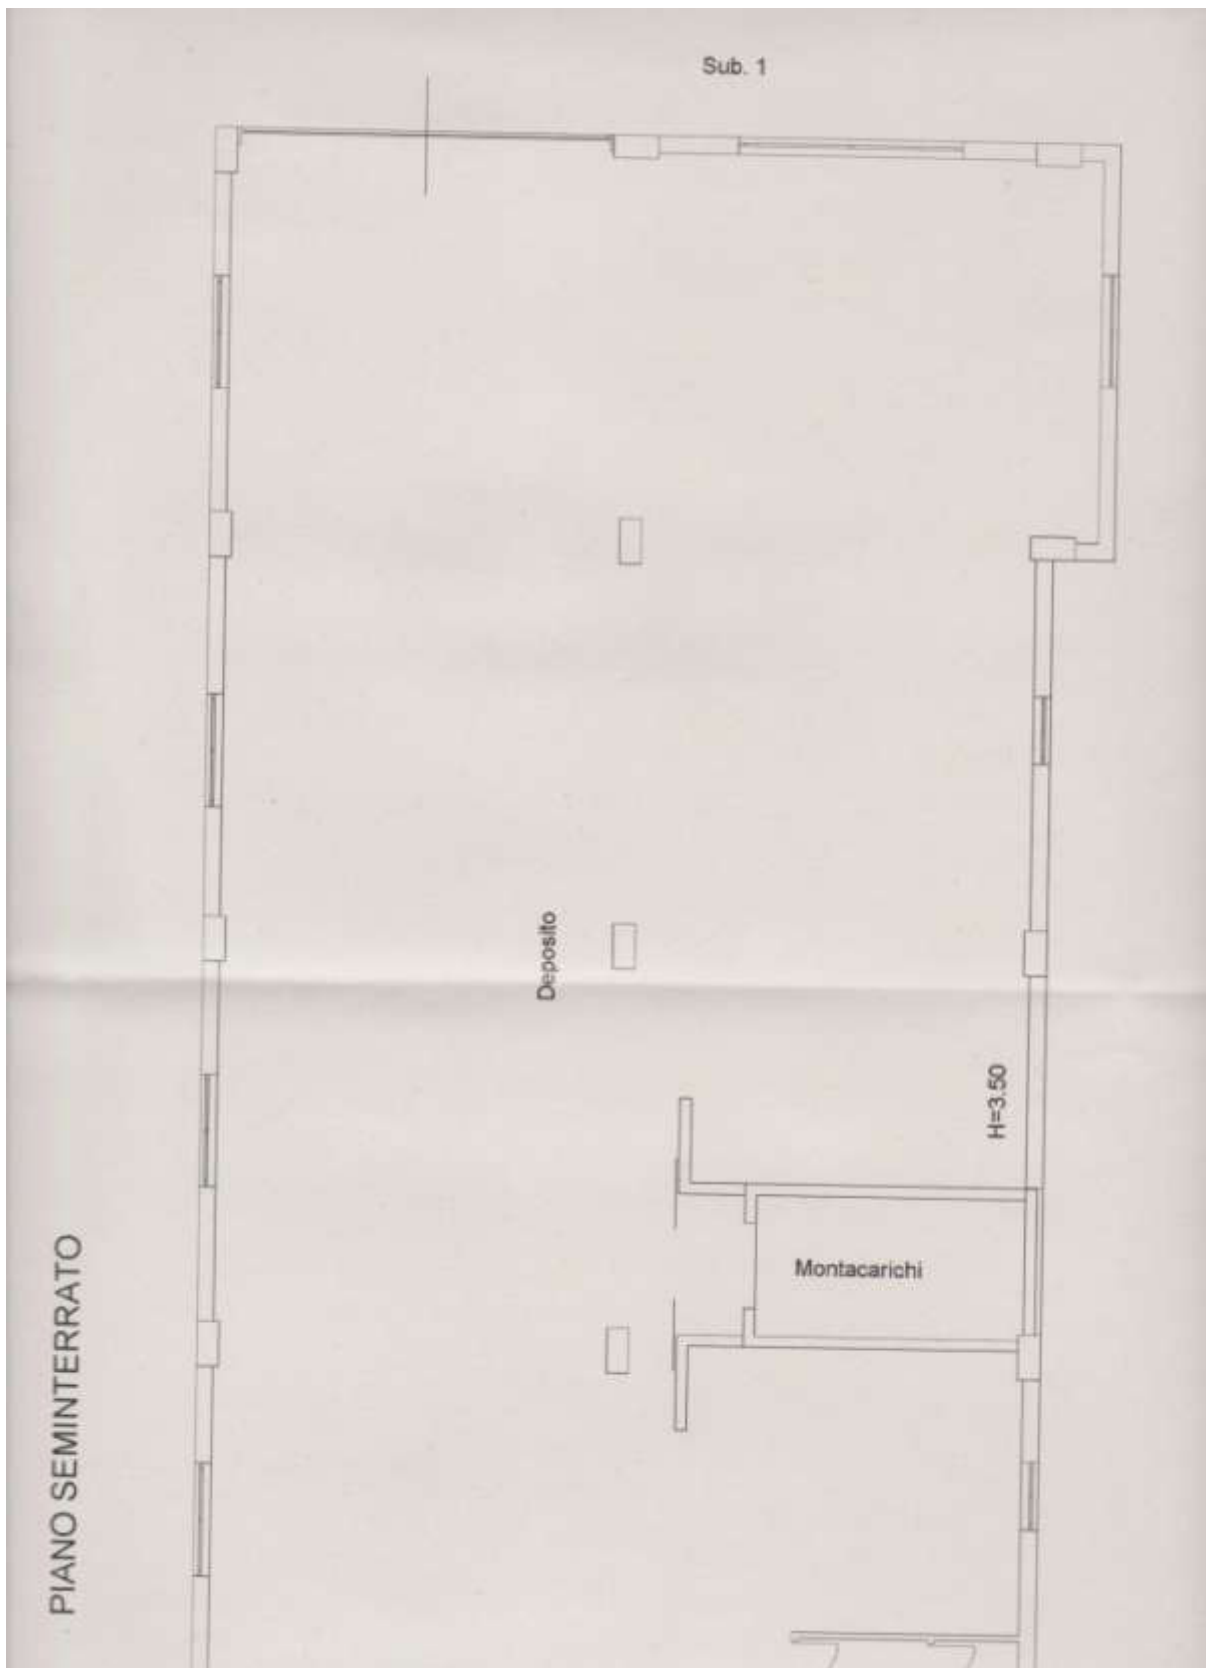 Sub. 1
Deposito
H=3.50
Montacarichi
PIANO SEMINTERRATO